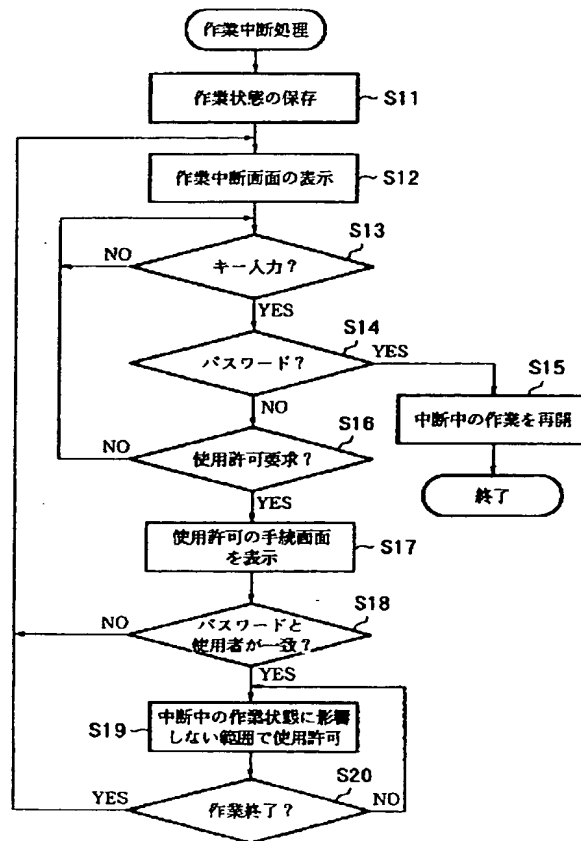 作業中断処理
作業状態の保存
S11
作業中断画面の表示
S12
S13
キー入力?
NO
YES
S14
パスワード?
YES
NO
S15
中断中の作業を再開
終了
S16
使用許可要求?
NO
YES
使用許可の手続画面
を表示
S17
S18
パスワードと
使用者が一致?
NO
YES
S19
中断中の作業状態に影響
しない範囲で使用許可
S20
作業終了?
YES
NO